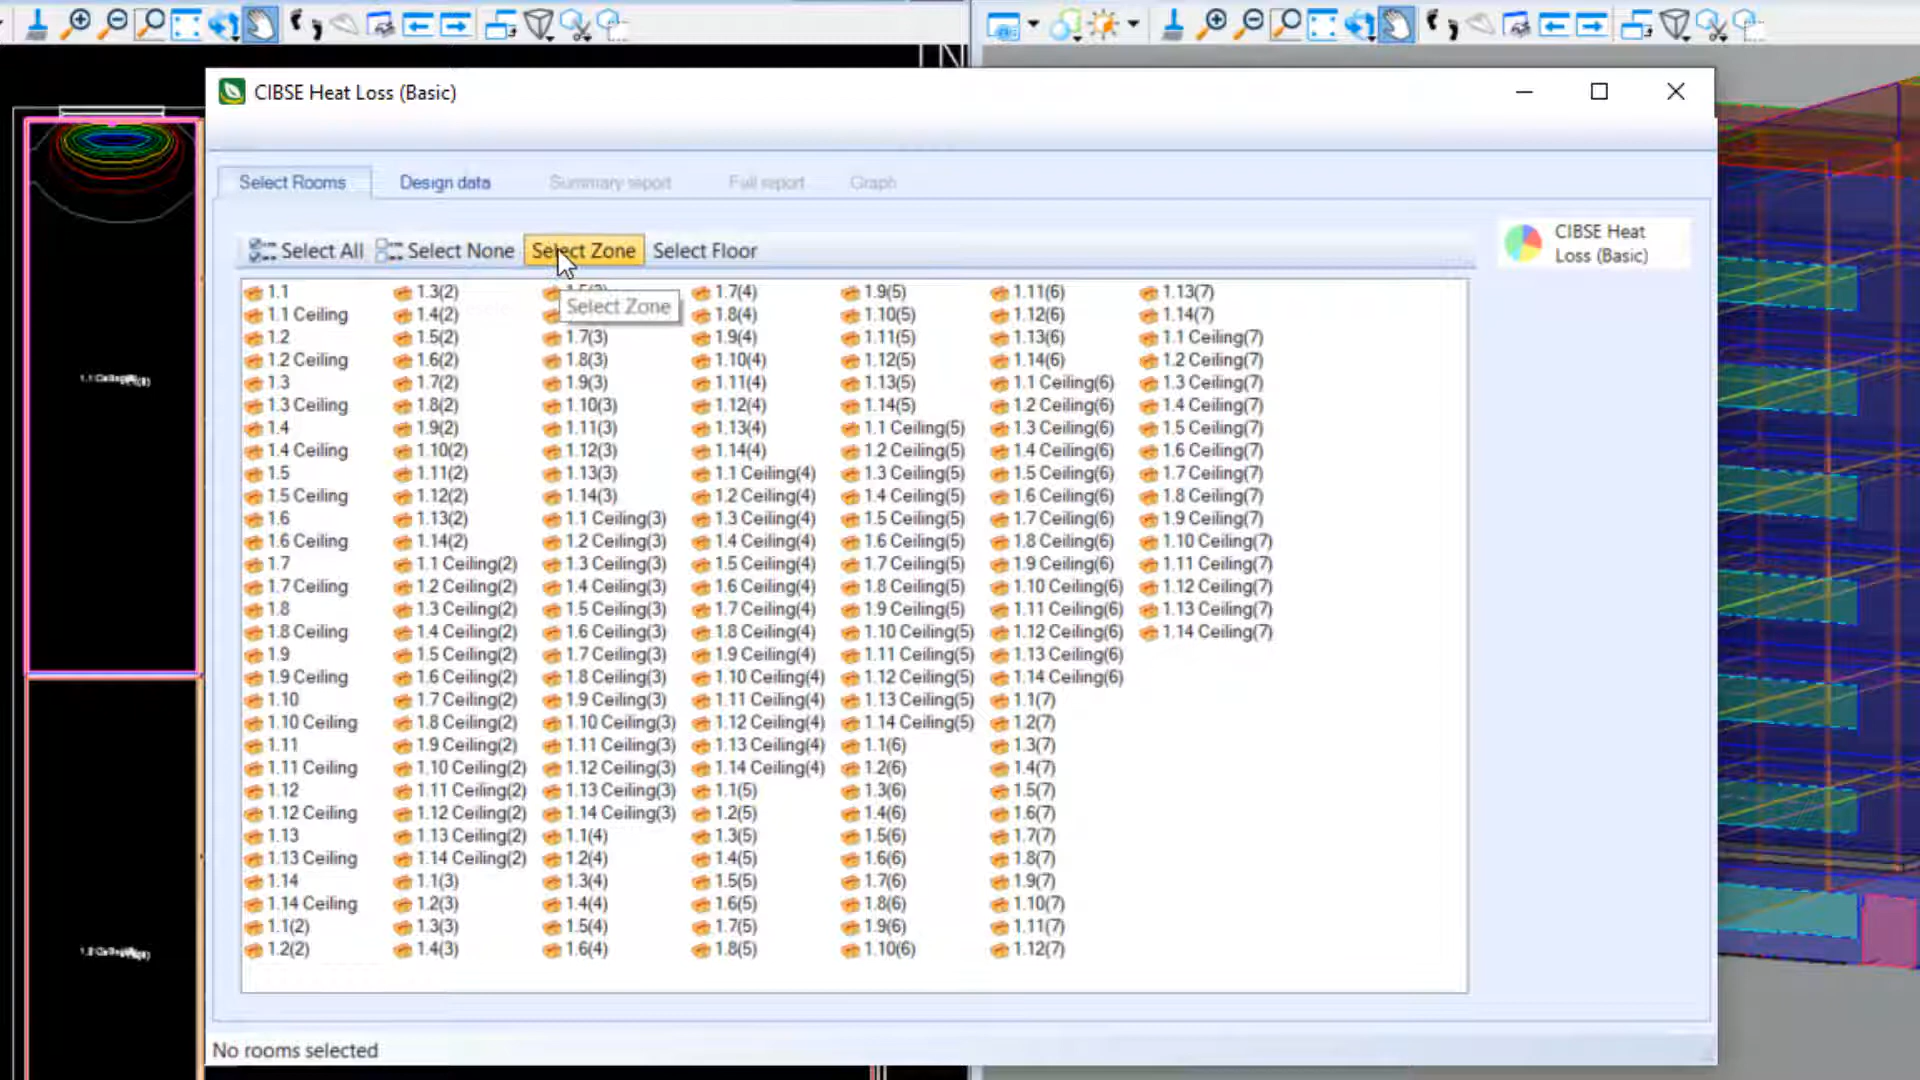 CIBSE Heat Loss (Basic)
Select Rooms Design data Summary report Full report Graph
Select All Select None Select Zone Select Floor
CIBSE Heat
Loss (Basic)
Select Zone
1.1
1.1 Ceiling
1.2
1.2 Ceiling
1.3
1.3 Ceiling
1.4
1.4 Ceiling
1.5
1.5 Ceiling
1.6
1.6 Ceiling
1.7
1.7 Ceiling
1.8
1.8 Ceiling
1.9
1.9 Ceiling
1.10
1.10 Ceiling
1.11
1.11 Ceiling
1.12
1.12 Ceiling
1.13
1.13 Ceiling
1.14
1.14 Ceiling
1.1(2)
1.2(2)
1.3(2)
1.4(2)
1.5(2)
1.6(2)
1.7(2)
1.8(2)
1.9(2)
1.10(2)
1.11(2)
1.12(2)
1.13(2)
1.14(2)
1.1 Ceiling(2)
1.2 Ceiling(2)
1.3 Ceiling(2)
1.4 Ceiling(2)
1.5 Ceiling(2)
1.6 Ceiling(2)
1.7 Ceiling(2)
1.8 Ceiling(2)
1.9 Ceiling(2)
1.10 Ceiling(2)
1.11 Ceiling(2)
1.12 Ceiling(2)
1.13 Ceiling(2)
1.14 Ceiling(2)
1.1(3)
1.2(3)
1.3(3)
1.4(3)
1.7(3)
1.8(3)
1.9(3)
1.10(3)
1.11(3)
1.12(3)
1.13(3)
1.14(3)
1.1 Ceiling(3)
1.2 Ceiling(3)
1.3 Ceiling(3)
1.4 Ceiling(3)
1.5 Ceiling(3)
1.6 Ceiling(3)
1.7 Ceiling(3)
1.8 Ceiling(3)
1.9 Ceiling(3)
1.10 Ceiling(3)
1.11 Ceiling(3)
1.12 Ceiling(3)
1.13 Ceiling(3)
1.14 Ceiling(3)
1.1(4)
1.2(4)
1.3(4)
1.4(4)
1.5(4)
1.6(4)
1.7(4)
1.8(4)
1.9(4)
1.10(4)
1.11(4)
1.12(4)
1.13(4)
1.14(4)
1.1 Ceiling(4)
1.2 Ceiling(4)
1.3 Ceiling(4)
1.4 Ceiling(4)
1.5 Ceiling(4)
1.6 Ceiling(4)
1.7 Ceiling(4)
1.8 Ceiling(4)
1.9 Ceiling(4)
1.10 Ceiling(4)
1.11 Ceiling(4)
1.12 Ceiling(4)
1.13 Ceiling(4)
1.14 Ceiling(4)
1.1(5)
1.2(5)
1.3(5)
1.4(5)
1.5(5)
1.6(5)
1.7(5)
1.8(5)
1.9(5)
1.10(5)
1.11(5)
1.12(5)
1.13(5)
1.14(5)
1.1 Ceiling(5)
1.2 Ceiling(5)
1.3 Ceiling(5)
1.4 Ceiling(5)
1.5 Ceiling(5)
1.6 Ceiling(5)
1.7 Ceiling(5)
1.8 Ceiling(5)
1.9 Ceiling(5)
1.10 Ceiling(5)
1.11 Ceiling(5)
1.12 Ceiling(5)
1.13 Ceiling(5)
1.14 Ceiling(5)
1.1(6)
1.2(6)
1.3(6)
1.4(6)
1.5(6)
1.6(6)
1.7(6)
1.8(6)
1.9(6)
1.10(6)
1.11(6)
1.12(6)
1.13(6)
1.14(6)
1.1 Ceiling(6)
1.2 Ceiling(6)
1.3 Ceiling(6)
1.4 Ceiling(6)
1.5 Ceiling(6)
1.6 Ceiling(6)
1.7 Ceiling(6)
1.8 Ceiling(6)
1.9 Ceiling(6)
1.10 Ceiling(6)
1.11 Ceiling(6)
1.12 Ceiling(6)
1.13 Ceiling(6)
1.14 Ceiling(6)
1.1(7)
1.2(7)
1.3(7)
1.4(7)
1.5(7)
1.6(7)
1.7(7)
1.8(7)
1.9(7)
1.10(7)
1.11(7)
1.12(7)
1.13(7)
1.14(7)
1.1 Ceiling(7)
1.2 Ceiling(7)
1.3 Ceiling(7)
1.4 Ceiling(7)
1.5 Ceiling(7)
1.6 Ceiling(7)
1.7 Ceiling(7)
1.8 Ceiling(7)
1.9 Ceiling(7)
1.10 Ceiling(7)
1.11 Ceiling(7)
1.12 Ceiling(7)
1.13 Ceiling(7)
1.14 Ceiling(7)
No rooms selected